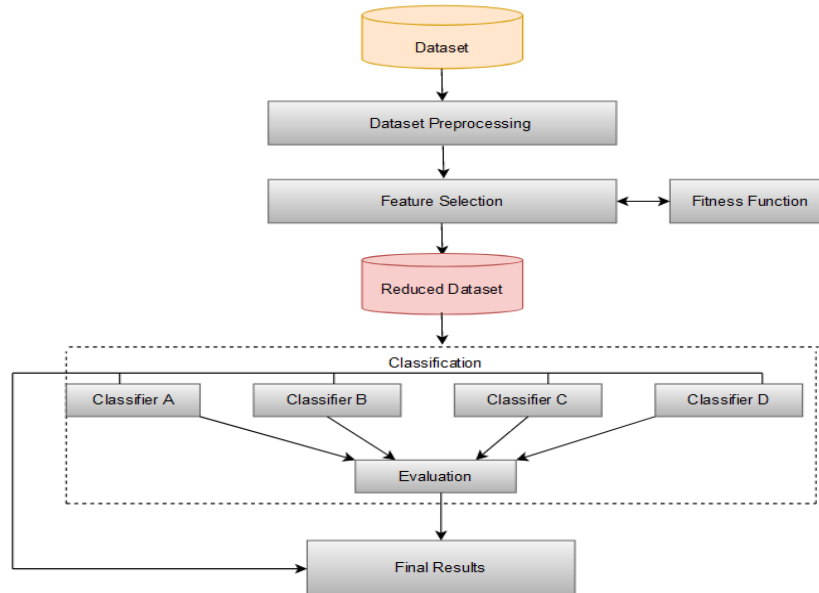 Dataset
Dataset Preprocessing
Feature Selection
Fitness Function
Reduced Dataset
Classification
Classifier A
Classifier B
Classifier C
Classifier D
Evaluation
Final Results